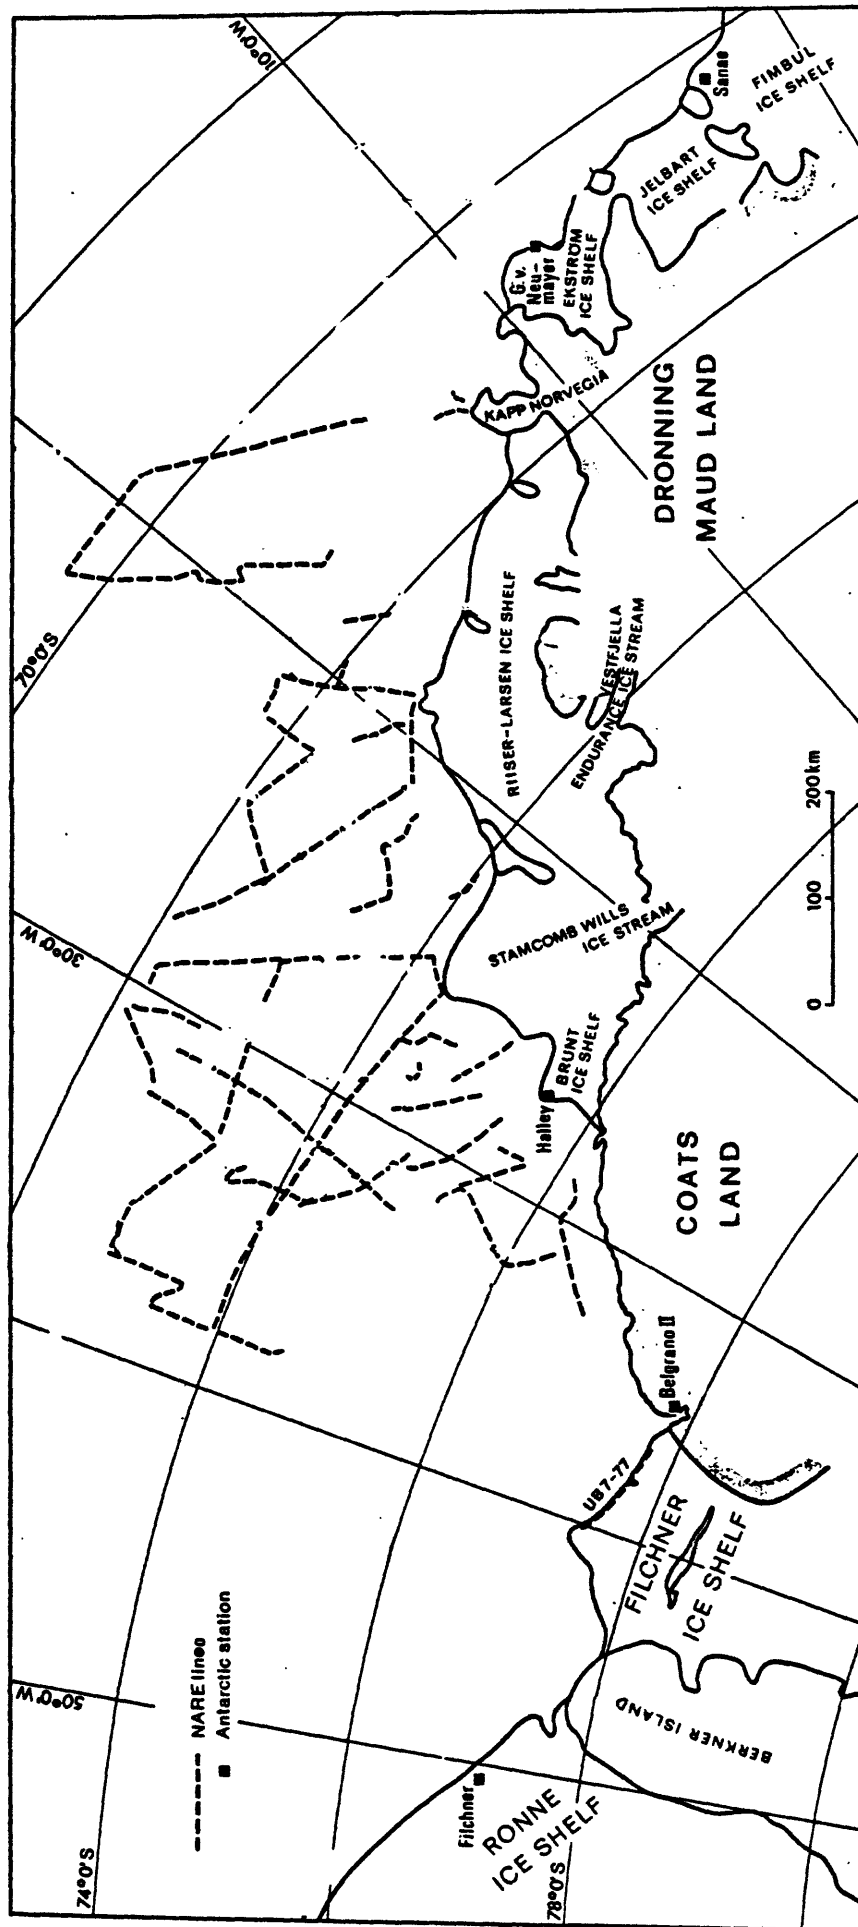 10°0'W
70°0'S
30°0'W
50°0'W
74°0'S
78°0'S
Sanae
FIMBUL
ICE SHELF
JELBART
ICE SHELF
G.v.
Neu-
mayer
EKSTRÖM
ICE SHELF
KAPP NORVEGIA
DRONNING
MAUD LAND
RIISER-LARSEN ICE SHELF
VESTFJELLA
ENDURANCE ICE STREAM
STAMCOMB WILLS
ICE STREAM
BRUNT
ICE SHELF
Halley
COATS
LAND
0 100 200km
Belgrano II
UB7-77
FILCHNER
ICE SHELF
BERKNER ISLAND
Filchner
RONNE
ICE SHELF
NARE lines
Antarctic station